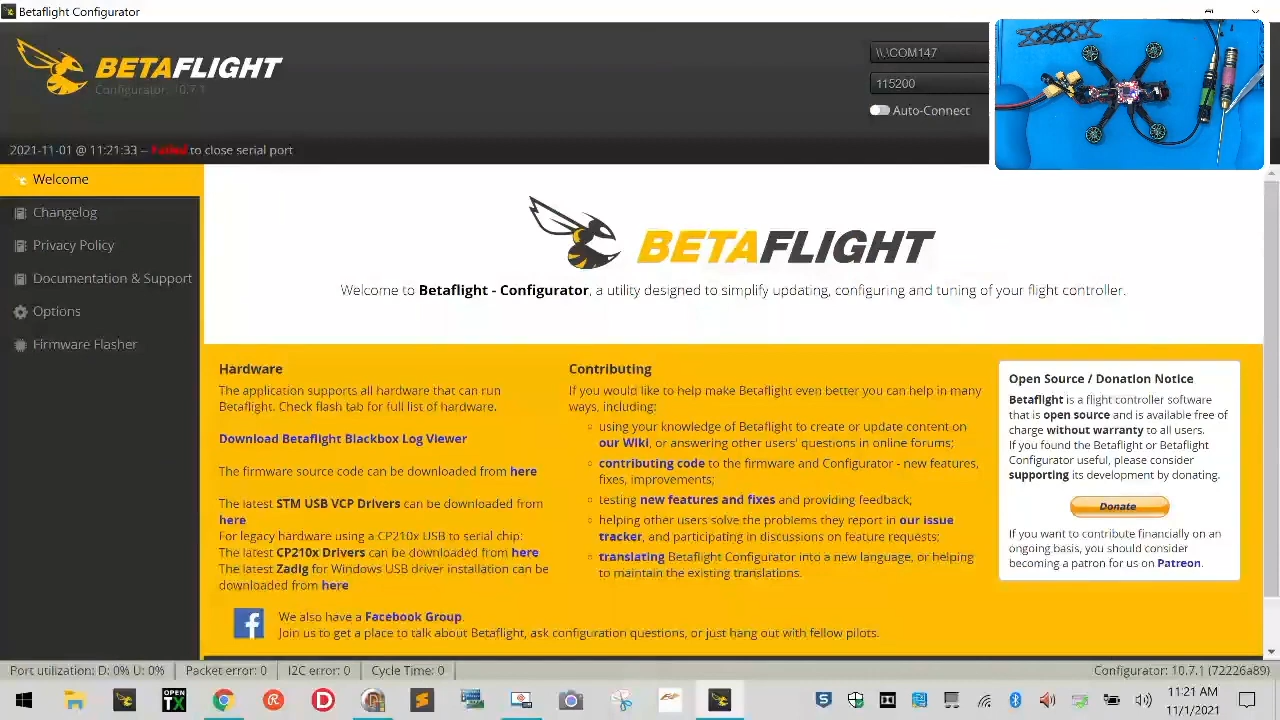 Betaflight Configurator
BETAFLIGHT
Configurator: 10.7.1
\\.\COM147
115200
Auto-Connect
2021-11-01 @ 11:21:33 -- Failed to close serial port
Welcome
Changelog
Privacy Policy
Documentation & Support
Options
Firmware Flasher
BETAFLIGHT
Welcome to Betaflight - Configurator, a utility designed to simplify updating, configuring and tuning of your flight controller.
Hardware
The application supports all hardware that can run
Betaflight. Check flash tab for full list of hardware.
Download Betaflight Blackbox Log Viewer
The firmware source code can be downloaded from here
The latest STM USB VCP Drivers can be downloaded from
here
For legacy hardware using a CP210x USB to serial chip:
The latest CP210x Drivers can be downloaded from here
The latest Zadig for Windows USB driver installation can be
downloaded from here
We also have a Facebook Group.
Join us to get a place to talk about Betaflight, ask configuration questions, or just hang out with fellow pilots.
Contributing
If you would like to help make Betaflight even better you can help in many
ways, including:
using your knowledge of Betaflight to create or update content on
our Wiki, or answering other users' questions in online forums;
contributing code to the firmware and Configurator - new features,
fixes, improvements;
testing new features and fixes and providing feedback;
helping other users solve the problems they report in our issue
tracker, and participating in discussions on feature requests;
translating Betaflight Configurator into a new language, or helping
to maintain the existing translations.
Open Source / Donation Notice
Betaflight is a flight controller software
that is open source and is available free of
charge without warranty to all users.
If you found the Betaflight or Betaflight
Configurator useful, please consider
supporting its development by donating.
Donate
If you want to contribute financially on an
ongoing basis, you should consider
becoming a patron for us on Patreon.
Port utilization: D: 0% U: 0%
Packet error: 0
I2C error: 0
Cycle Time: 0
Configurator: 10.7.1 (72226a89)
OPEN
TX
11:21 AM
11/1/2021